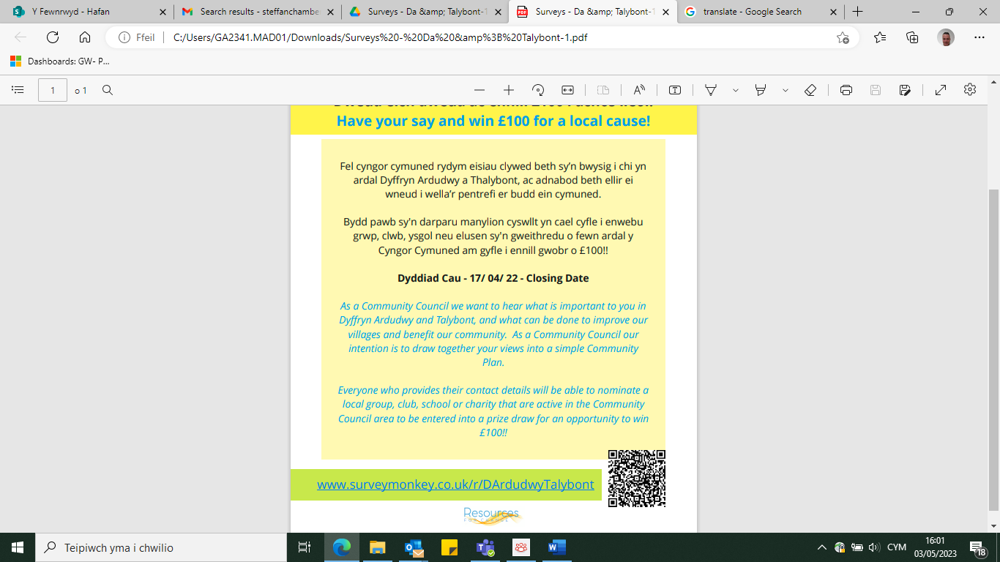 Y Fewnrwyd - Hafan
Search results - steffanchambe
Surveys - Da &amp; Talybont-1
Surveys - Da &amp; Talybont-1
translate - Google Search
Ffeil
C:/Users/GA2341.MAD01/Downloads/Surveys%20-%20Da%20&amp%3B%20Talybont-1.pdf
Dashboards: GW- P...
1 o 1
Have your say and win £100 for a local cause!
Fel cyngor cymuned rydym eisiau clywed beth sy'n bwysig i chi yn
ardal Dyffryn Ardudwy a Thalybont, ac adnabod beth ellir ei
wneud i wella'r pentrefi er budd ein cymuned.
Bydd pawb sy'n darparu manylion cyswllt yn cael cyfle i enwebu
grwp, clwb, ysgol neu elusen sy'n gweithredu o fewn ardal y
Cyngor Cymuned am gyfle i ennill gwobr o £100!!
Dyddiad Cau - 17/ 04/ 22 - Closing Date
As a Community Council we want to hear what is important to you in
Dyffryn Ardudwy and Talybont, and what can be done to improve our
villages and benefit our community.  As a Community Council our
intention is to draw together your views into a simple Community
Plan.
Everyone who provides their contact details will be able to nominate a
local group, club, school or charity that are active in the Community
Council area to be entered into a prize draw for an opportunity to win
£100!!
www.surveymonkey.co.uk/r/DArdudwyTalybont
Resources
FOR CHANGE
Teipiwch yma i chwilio
CYM
16:01
03/05/2023
18